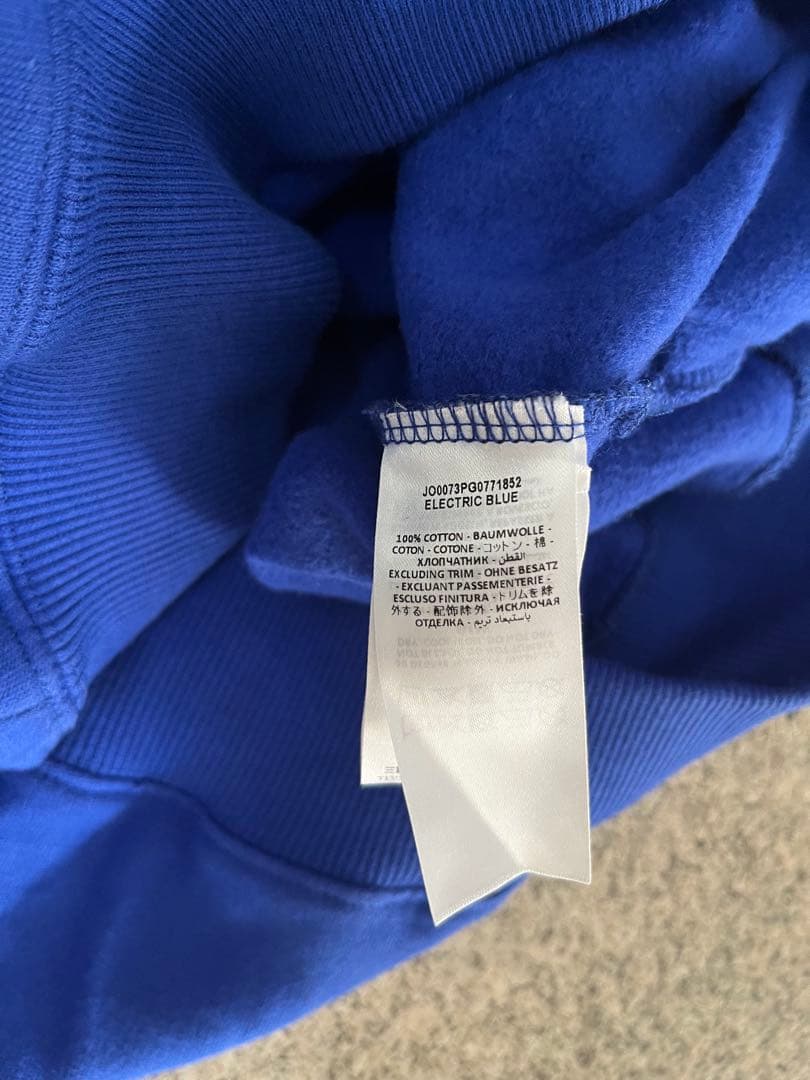 JO0073PG0771852
ELECTRIC BLUE
100% COTTON - BAUMWOLLE -
COTON - COTONE - コットン - 棉 -
ХЛОПЧАТНИК - القطن
EXCLUDING TRIM - OHNE BESATZ
- EXCLUANT PASSEMENTERIE -
ESCLUSO FINITURA - トリムを除
外する - 配饰除外 - ИСКЛЮЧАЯ
ОТДЕЛКА - باستبعاد تريم